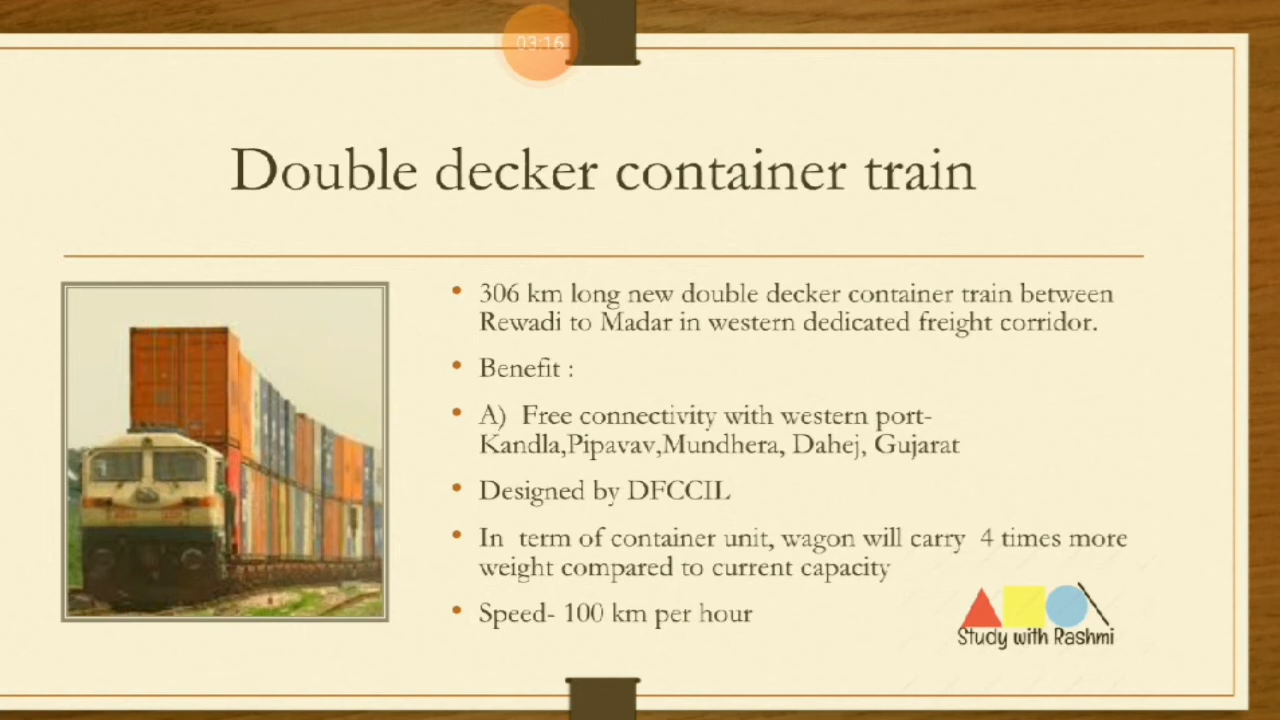 03:16
Double decker container train
• 306 km long new double decker container train between
Rewadi to Madar in western dedicated freight corridor.
• Benefit :
• A)  Free connectivity with western port-
Kandla,Pipavav,Mundhera, Dahej, Gujarat
• Designed by DFCCIL
• In  term of container unit, wagon will carry  4 times more
weight compared to current capacity
• Speed- 100 km per hour
Study with Rashmi